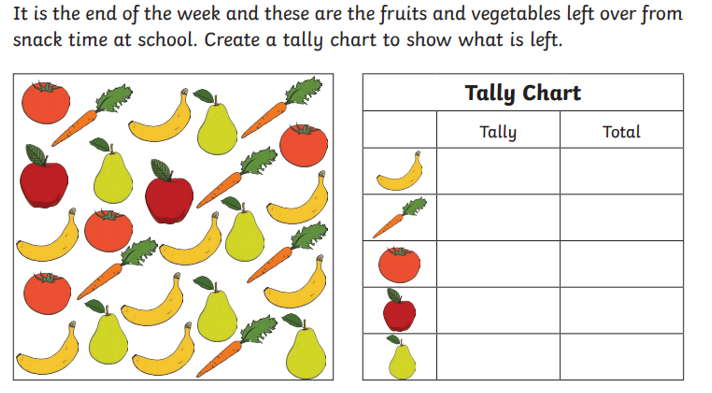 It is the end of the week and these are the fruits and vegetables left over from
snack time at school. Create a tally chart to show what is left.
Tally Chart
Tally Total